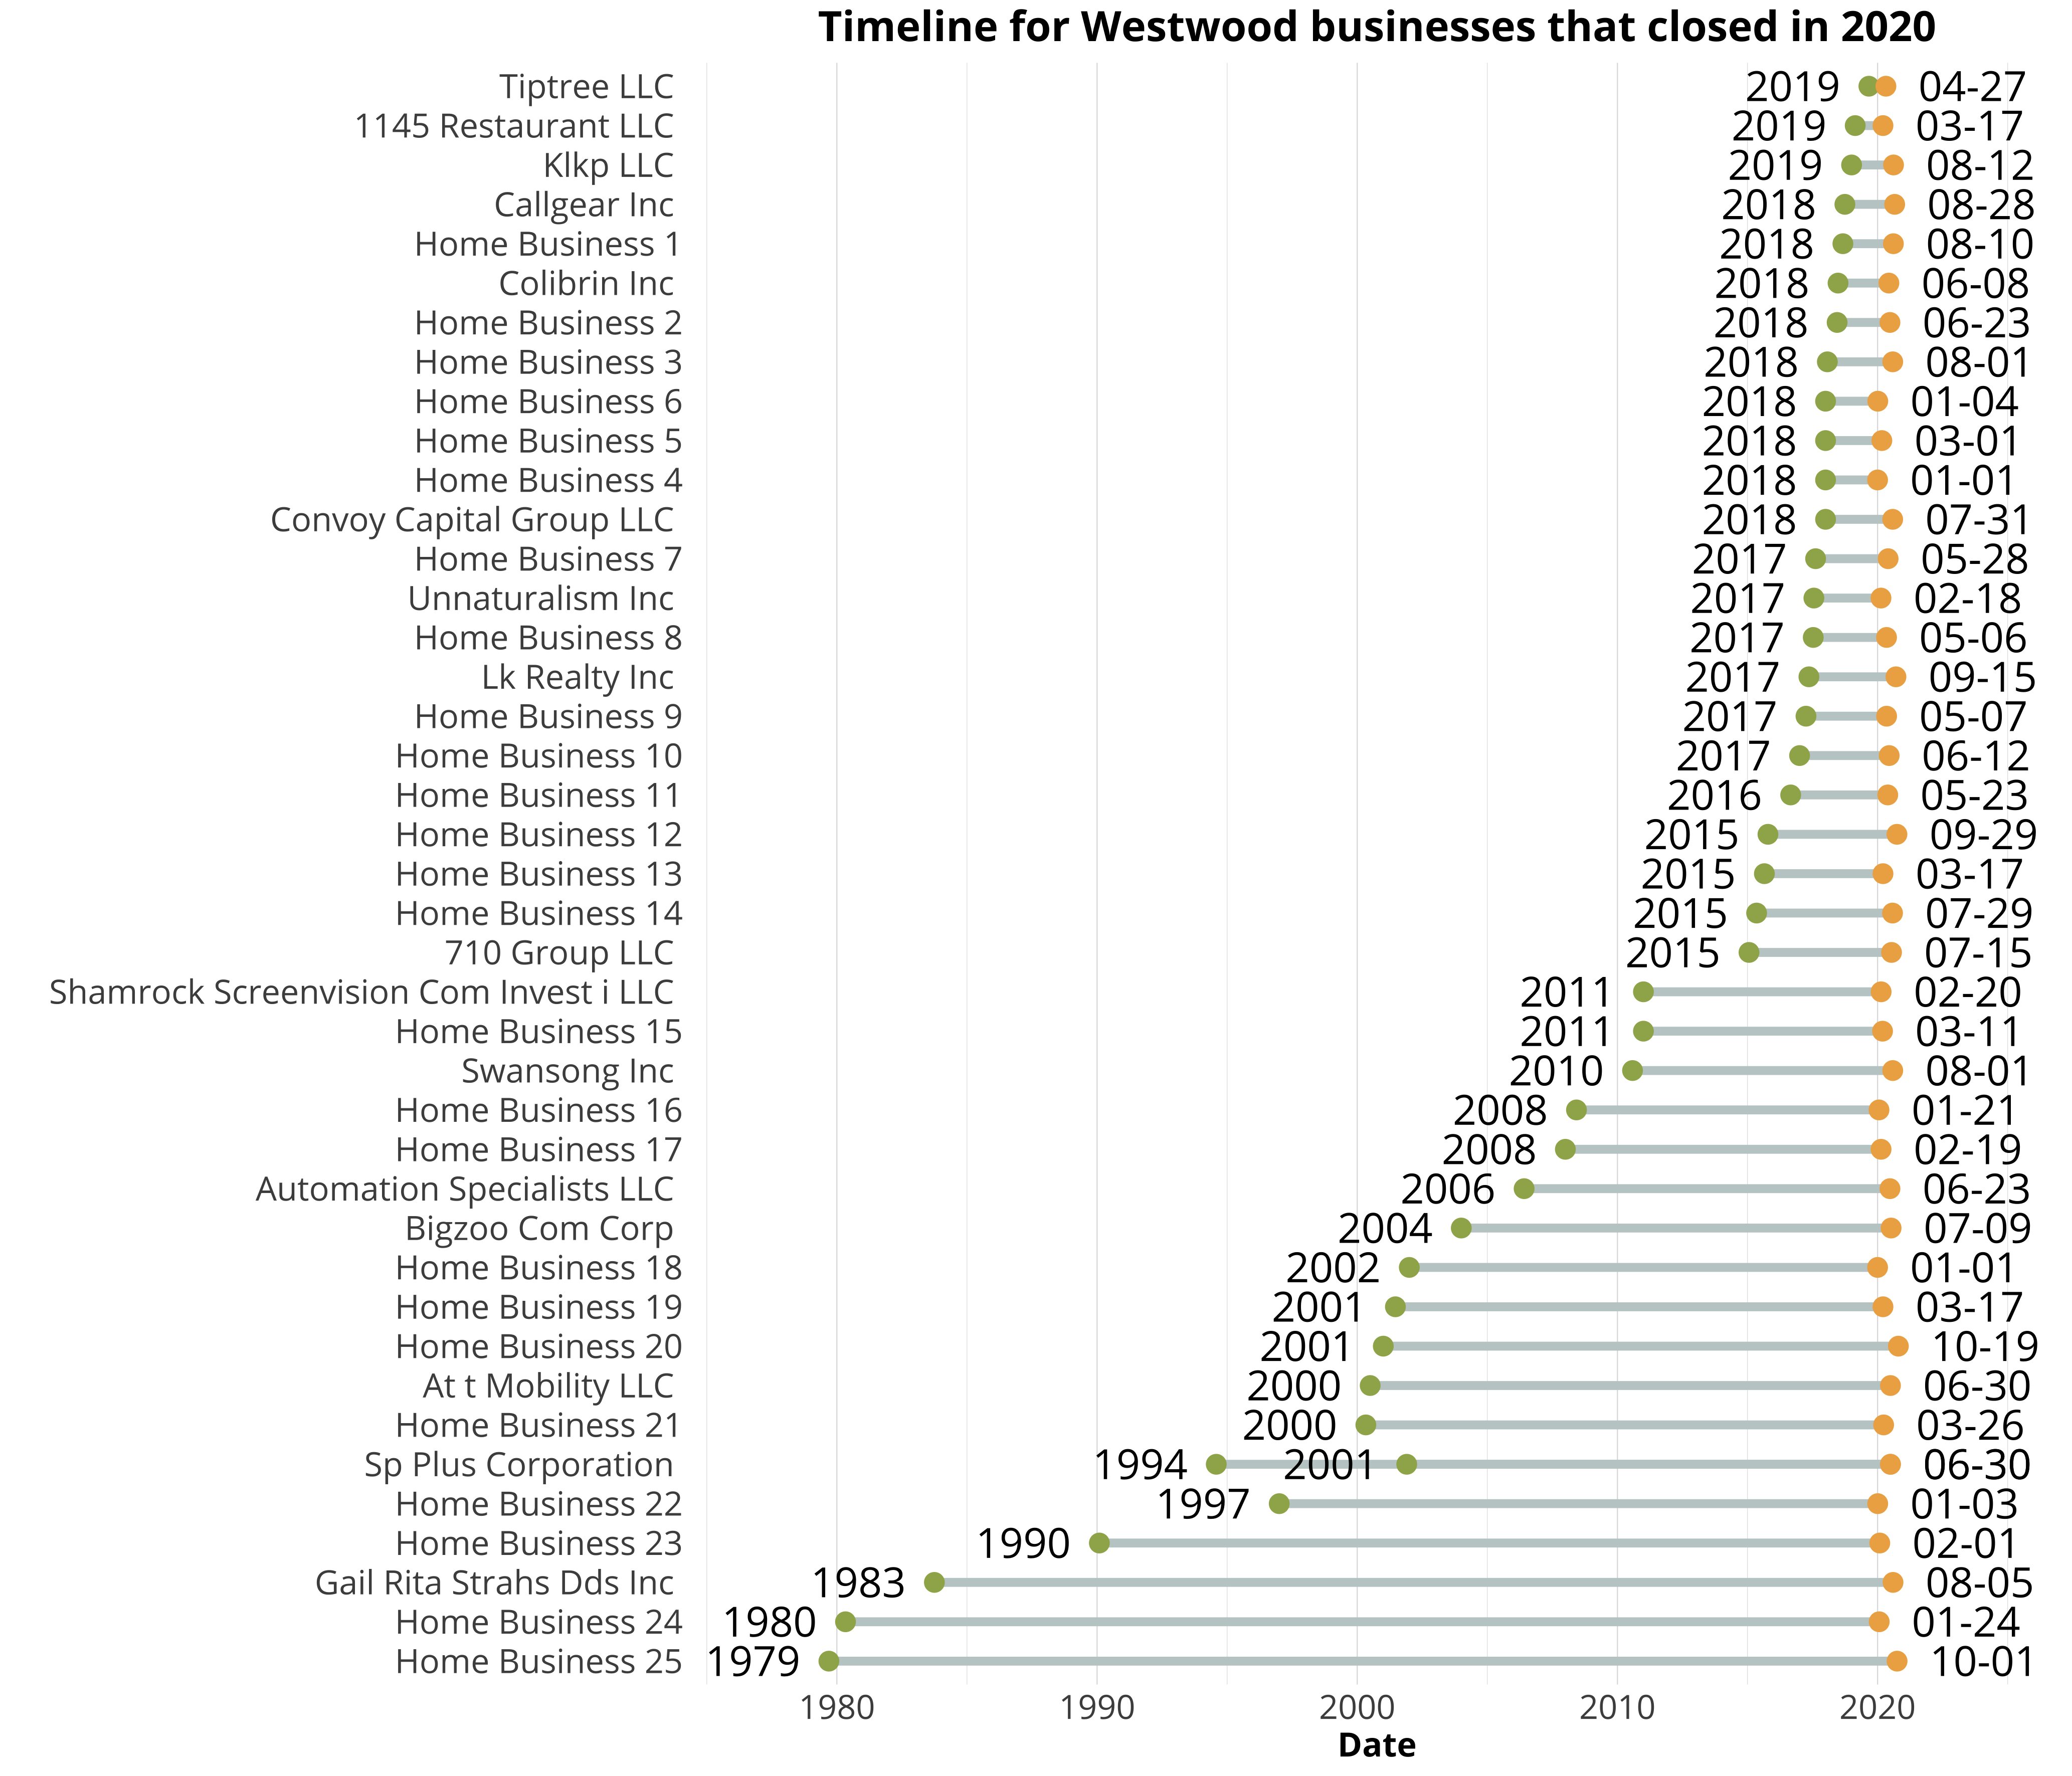 Timeline for Westwood businesses that closed in 2020
Tiptree LLC 2019 04-27
1145 Restaurant LLC 2019 03-17
Klkp LLC 2019 08-12
Callgear Inc 2018 08-28
Home Business 1 2018 08-10
Colibrin Inc 2018 06-08
Home Business 2 2018 06-23
Home Business 3 2018 08-01
Home Business 6 2018 01-04
Home Business 5 2018 03-01
Home Business 4 2018 01-01
Convoy Capital Group LLC 2018 07-31
Home Business 7 2017 05-28
Unnaturalism Inc 2017 02-18
Home Business 8 2017 05-06
Lk Realty Inc 2017 09-15
Home Business 9 2017 05-07
Home Business 10 2017 06-12
Home Business 11 2016 05-23
Home Business 12 2015 09-29
Home Business 13 2015 03-17
Home Business 14 2015 07-29
710 Group LLC 2015 07-15
Shamrock Screenvision Com Invest i LLC 2011 02-20
Home Business 15 2011 03-11
Swansong Inc 2010 08-01
Home Business 16 2008 01-21
Home Business 17 2008 02-19
Automation Specialists LLC 2006 06-23
Bigzoo Com Corp 2004 07-09
Home Business 18 2002 01-01
Home Business 19 2001 03-17
Home Business 20 2001 10-19
At t Mobility LLC 2000 06-30
Home Business 21 2000 03-26
Sp Plus Corporation 1994 2001 06-30
Home Business 22 1997 01-03
Home Business 23 1990 02-01
Gail Rita Strahs Dds Inc 1983 08-05
Home Business 24 1980 01-24
Home Business 25 1979 10-01
1980 1990 2000 2010 2020
Date